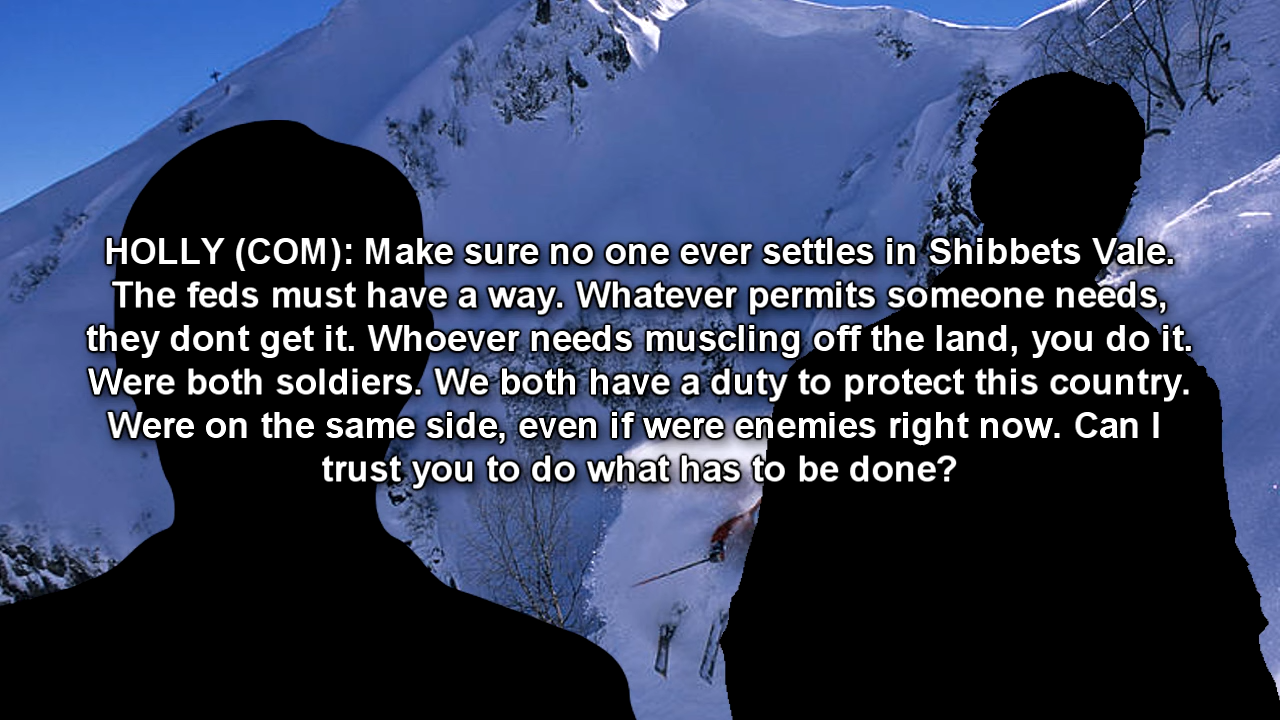 HOLLY (COM): Make sure no one ever settles in Shibbets Vale.
The feds must have a way. Whatever permits someone needs,
they dont get it. Whoever needs muscling off the land, you do it.
Were both soldiers. We both have a duty to protect this country.
Were on the same side, even if were enemies right now. Can I
trust you to do what has to be done?